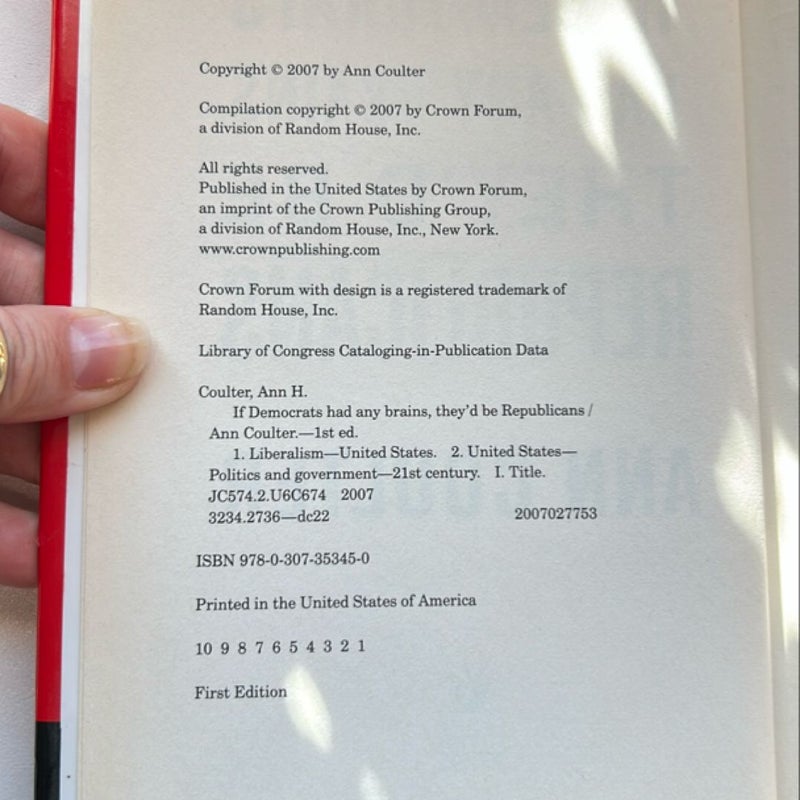 Copyright © 2007 by Ann Coulter
Compilation copyright © 2007 by Crown Forum,
a division of Random House, Inc.
All rights reserved.
Published in the United States by Crown Forum,
an imprint of the Crown Publishing Group,
a division of Random House, Inc., New York.
www.crownpublishing.com
Crown Forum with design is a registered trademark of
Random House, Inc.
Library of Congress Cataloging-in-Publication Data
Coulter, Ann H.
If Democrats had any brains, they'd be Republicans /
Ann Coulter.—1st ed.
1. Liberalism—United States. 2. United States—
Politics and government—21st century. I. Title.
JC574.2.U6C674 2007
3234.2736—dc22 2007027753
ISBN 978-0-307-35345-0
Printed in the United States of America
10 9 8 7 6 5 4 3 2 1
First Edition